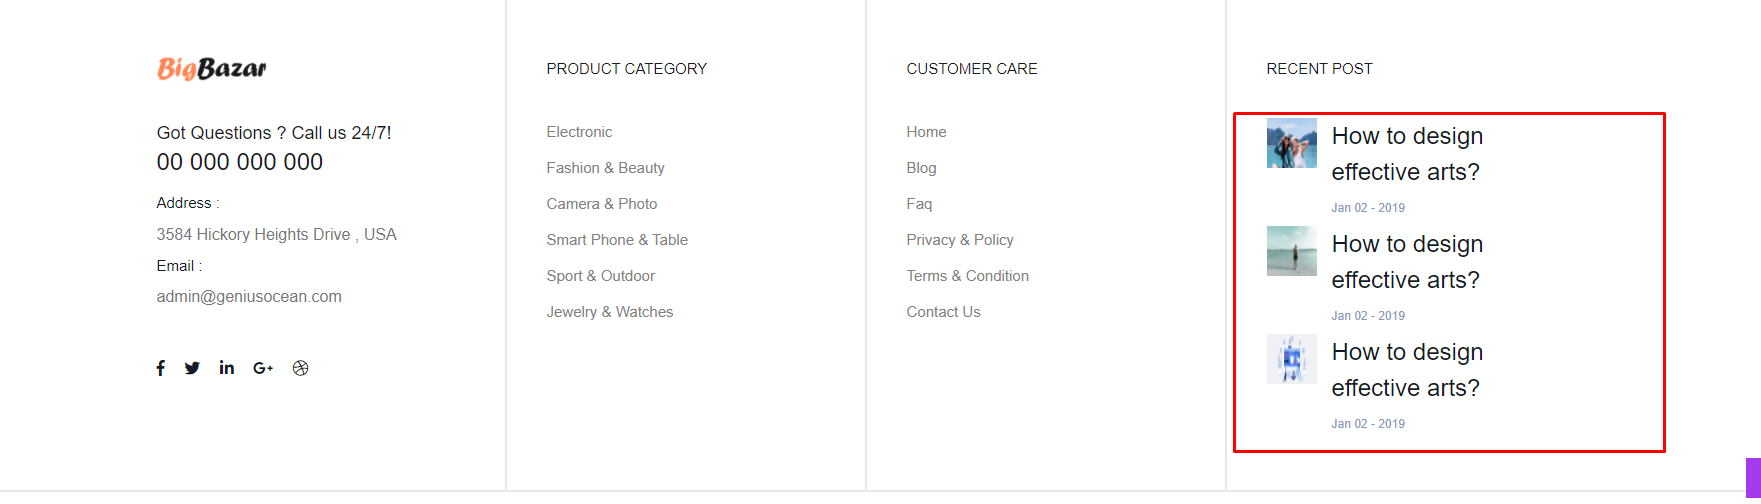 BigBazar
Got Questions ? Call us 24/7!
00 000 000 000
Address :
3584 Hickory Heights Drive , USA
Email :
admin@geniusocean.com
PRODUCT CATEGORY
Electronic
Fashion & Beauty
Camera & Photo
Smart Phone & Table
Sport & Outdoor
Jewelry & Watches
CUSTOMER CARE
Home
Blog
Faq
Privacy & Policy
Terms & Condition
Contact Us
RECENT POST
How to design
effective arts?
Jan 02 - 2019
How to design
effective arts?
Jan 02 - 2019
How to design
effective arts?
Jan 02 - 2019